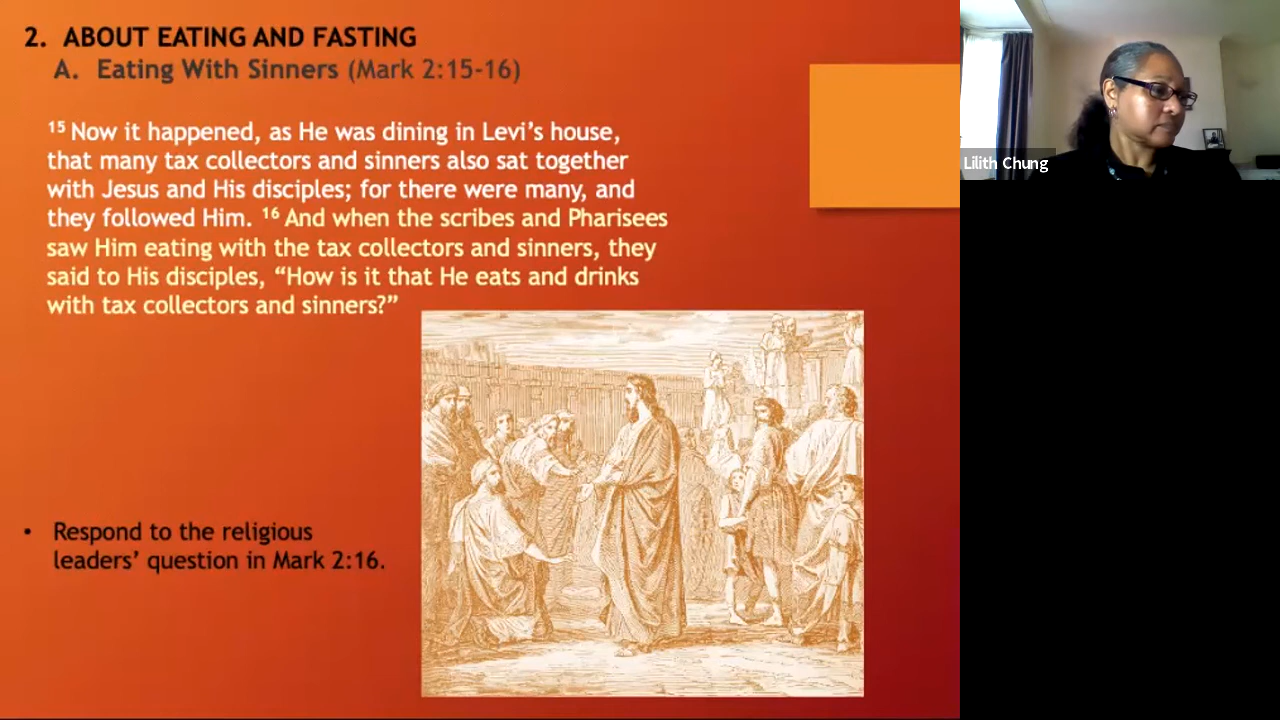 2. ABOUT EATING AND FASTING
A. Eating With Sinners (Mark 2:15-16)
15 Now it happened, as He was dining in Levi’s house,
that many tax collectors and sinners also sat together
with Jesus and His disciples; for there were many, and
they followed Him. 16 And when the scribes and Pharisees
saw Him eating with the tax collectors and sinners, they
said to His disciples, “How is it that He eats and drinks
with tax collectors and sinners?”
• Respond to the religious
leaders’ question in Mark 2:16.
Lilith Chung